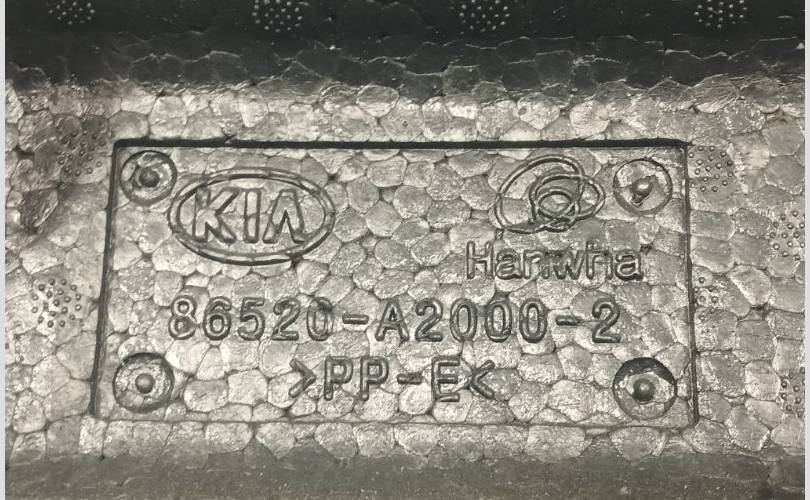 KIA
Hanwha
86520-A2000-2
>PP-E<